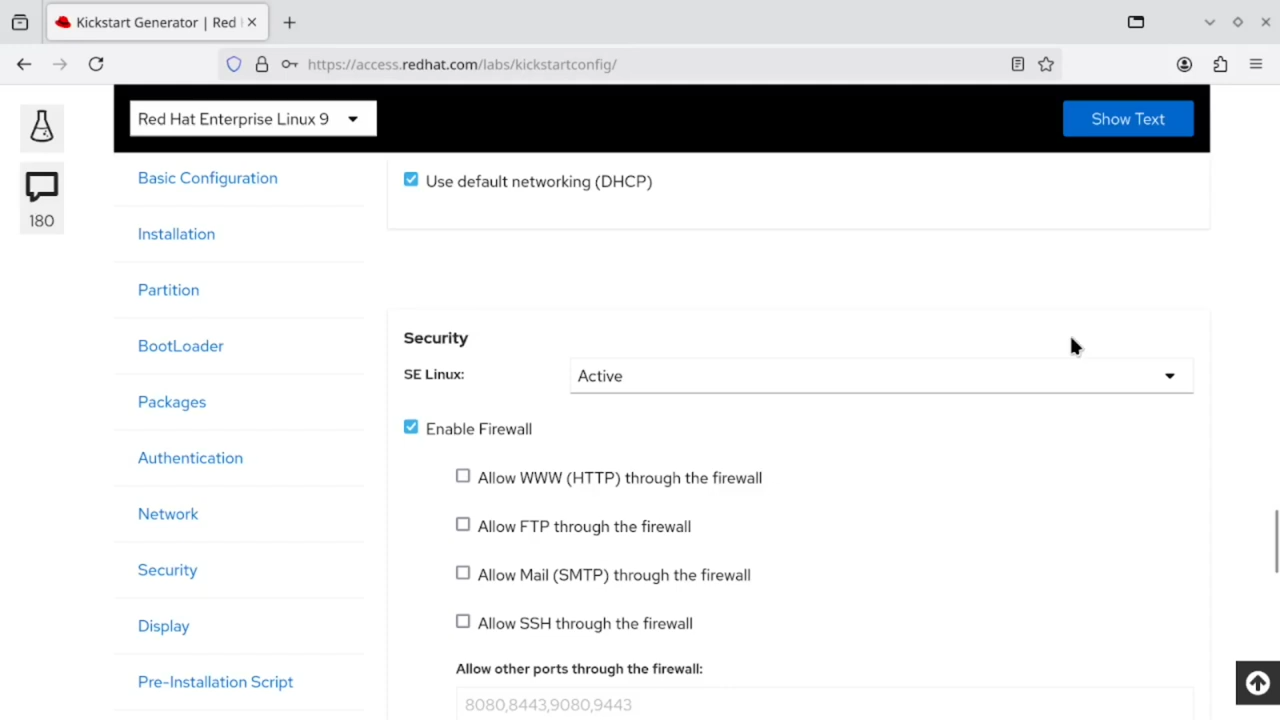 Kickstart Generator | Red
https://access.redhat.com/labs/kickstartconfig/
Red Hat Enterprise Linux 9
Show Text
180
Basic Configuration
Installation
Partition
BootLoader
Packages
Authentication
Network
Security
Display
Pre-Installation Script
Use default networking (DHCP)
Security
SE Linux:
Active
Enable Firewall
Allow WWW (HTTP) through the firewall
Allow FTP through the firewall
Allow Mail (SMTP) through the firewall
Allow SSH through the firewall
Allow other ports through the firewall:
8080,8443,9080,9443